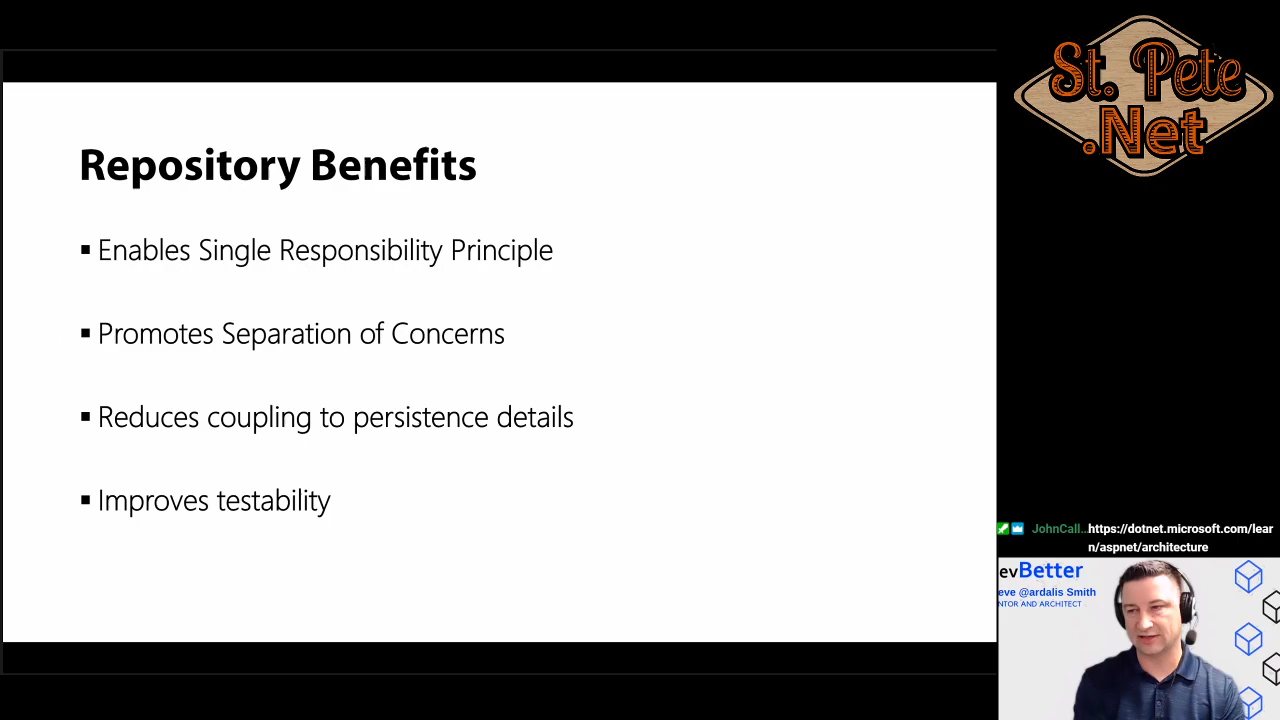 Repository Benefits
▪ Enables Single Responsibility Principle
▪ Promotes Separation of Concerns
▪ Reduces coupling to persistence details
▪ Improves testability
St. Pete
.Net
JohnCall... https://dotnet.microsoft.com/lear
n/aspnet/architecture
evBetter
eve @ardalis Smith
NTOR AND ARCHITECT